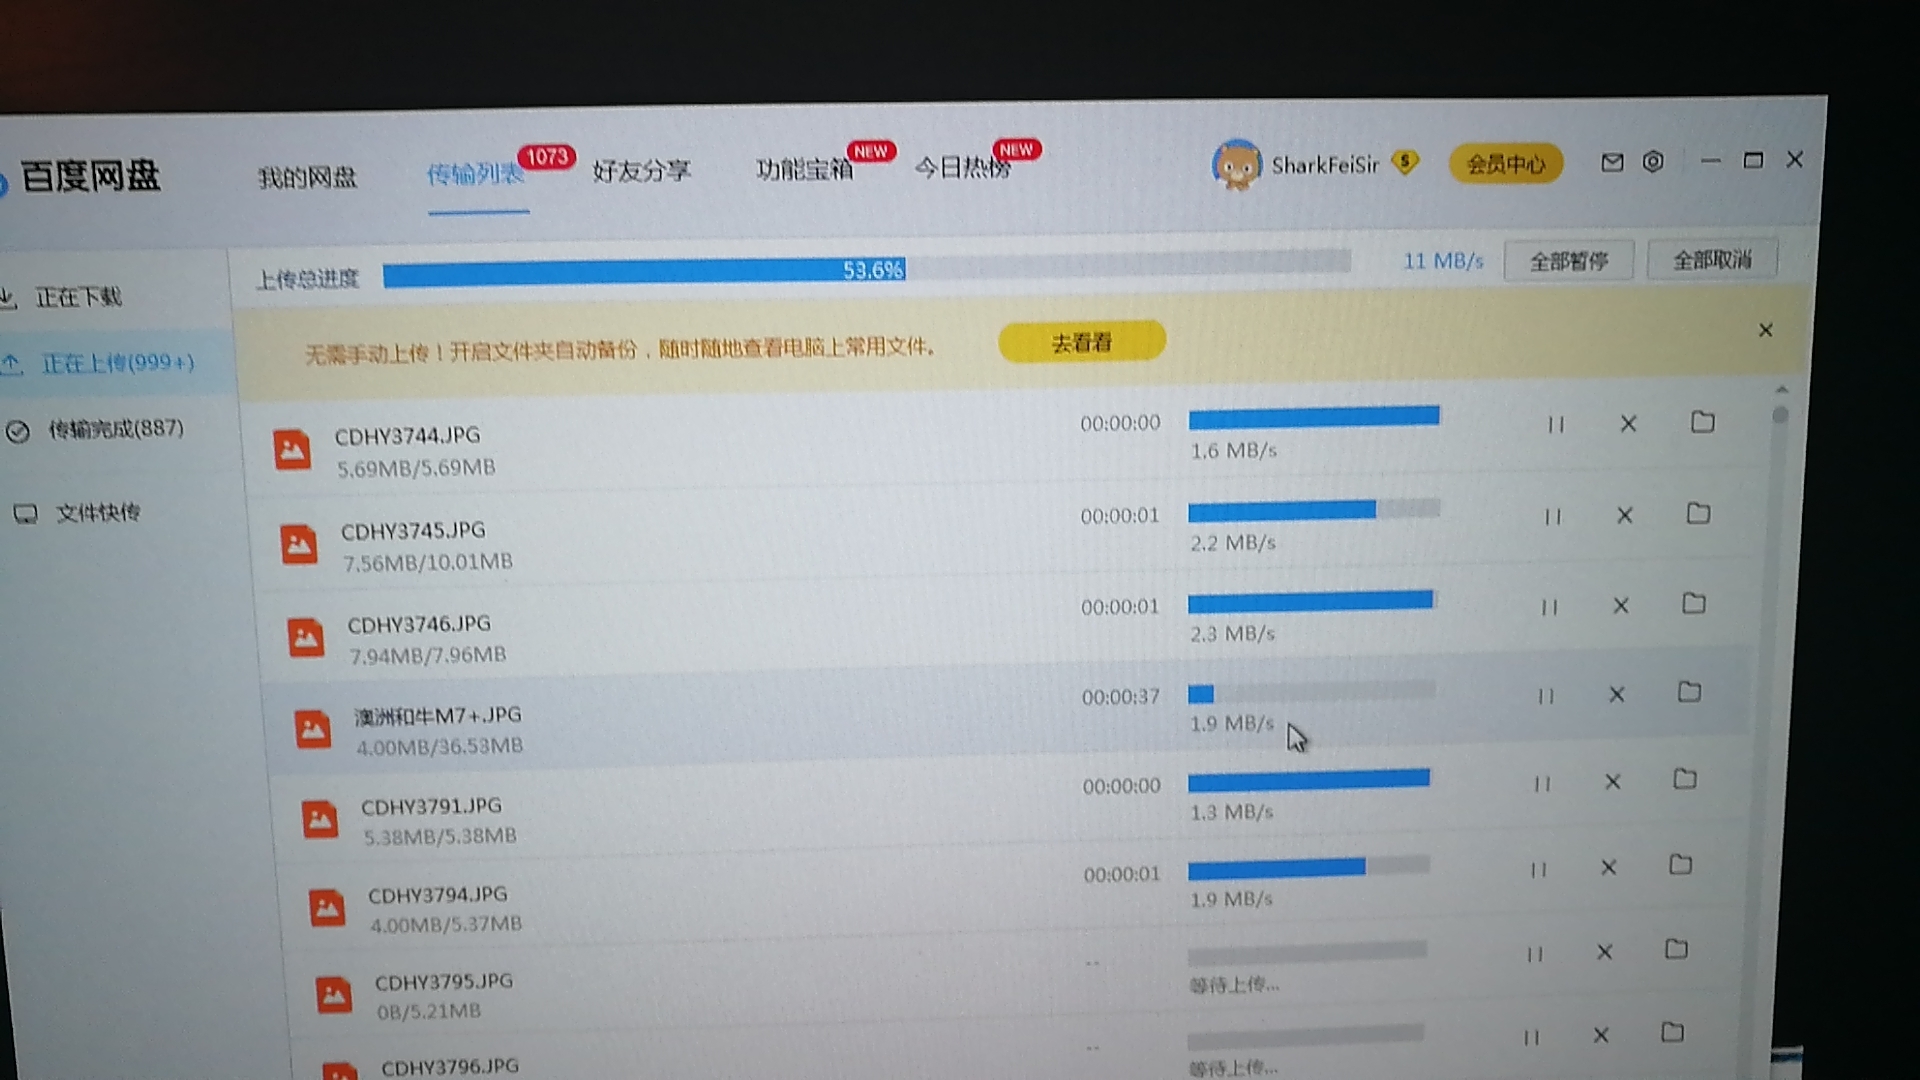 百度网盘
我的网盘
传输列表
1073
好友分享
功能宝箱
NEW
今日热榜
NEW
SharkFeiSir
S
会员中心
正在下载
正在上传(999+)
传输完成(887)
文件快传
上传总进度
53.6%
11 MB/s
全部暂停
全部取消
无需手动上传！开启文件夹自动备份，随时随地查看电脑上常用文件。
去看看
CDHY3744.JPG
5.69MB/5.69MB
00:00:00
1.6 MB/s
CDHY3745.JPG
7.56MB/10.01MB
00:00:01
2.2 MB/s
CDHY3746.JPG
7.94MB/7.96MB
00:00:01
2.3 MB/s
澳洲和牛M7+.JPG
4.00MB/36.53MB
00:00:37
1.9 MB/s
CDHY3791.JPG
5.38MB/5.38MB
00:00:00
1.3 MB/s
CDHY3794.JPG
4.00MB/5.37MB
00:00:01
1.9 MB/s
CDHY3795.JPG
0B/5.21MB
--
等待上传...
CDHY3796.JPG
--
等待上传...